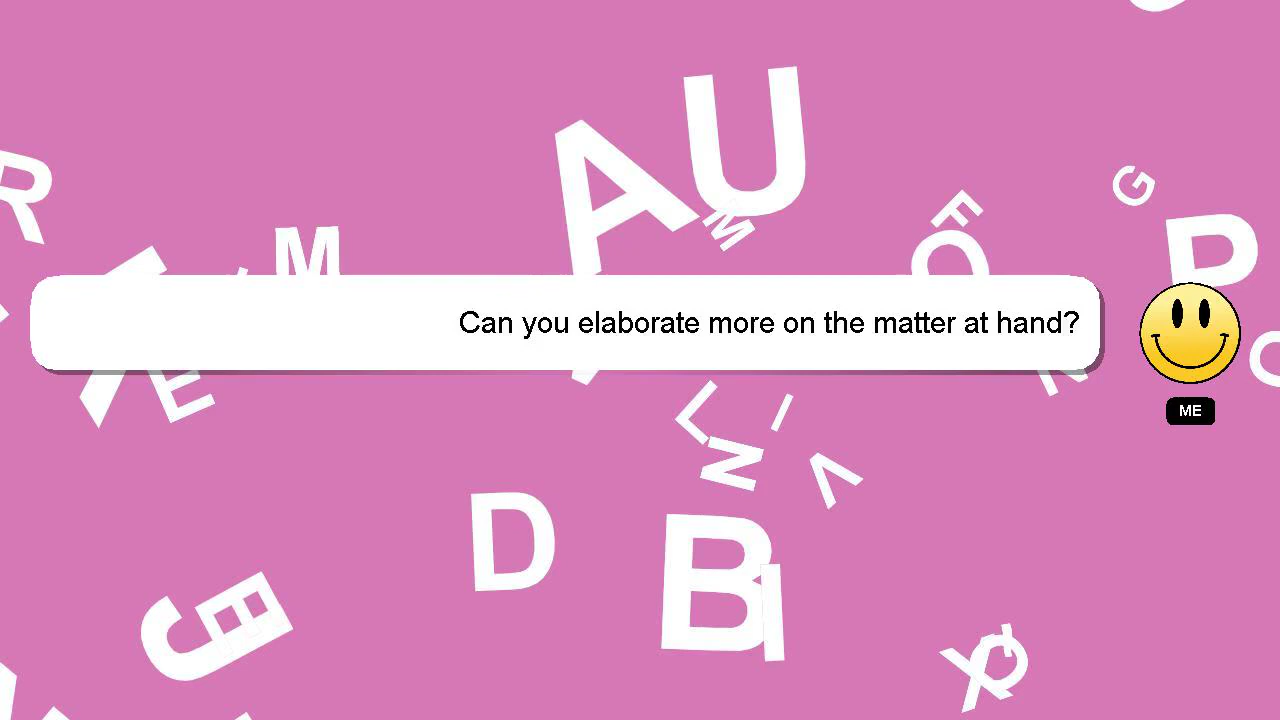 R
A
U
M
M
F
O
G
P
Can you elaborate more on the matter at hand?
ME
E
N
L
I
N
V
D
B
I
J
E
X
Q